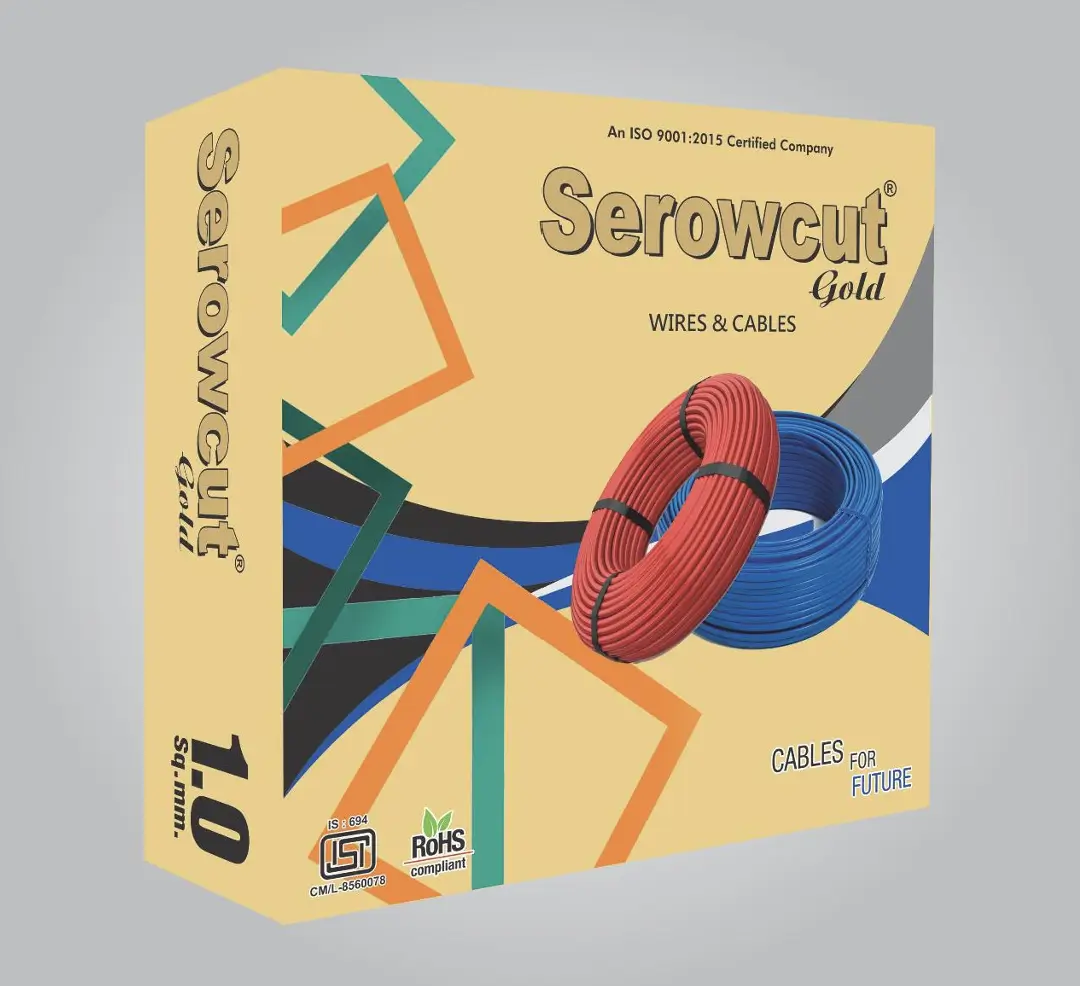 An ISO 9001:2015 Certified Company
Serowcut®
Gold
WIRES & CABLES
CABLES FOR
FUTURE
IS : 694
ISI
CM/L-8560078
RoHS
compliant
Serowcut®
Gold
1.0
Sq.mm.